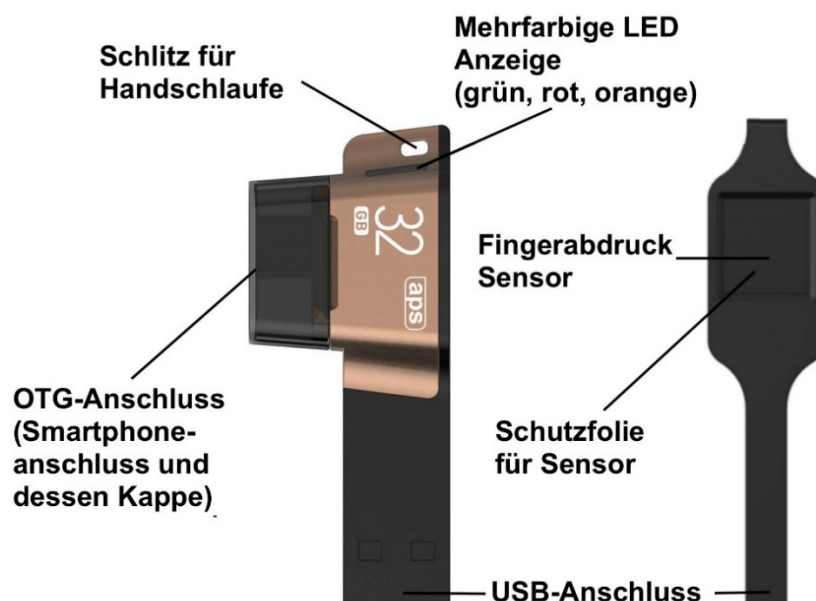 Mehrfarbige LED
Anzeige
(grün, rot, orange)
Schlitz für
Handschlaufe
32
GB
aps
Fingerabdruck
Sensor
OTG-Anschluss
(Smartphone-
anschluss und
dessen Kappe)
Schutzfolie
für Sensor
USB-Anschluss